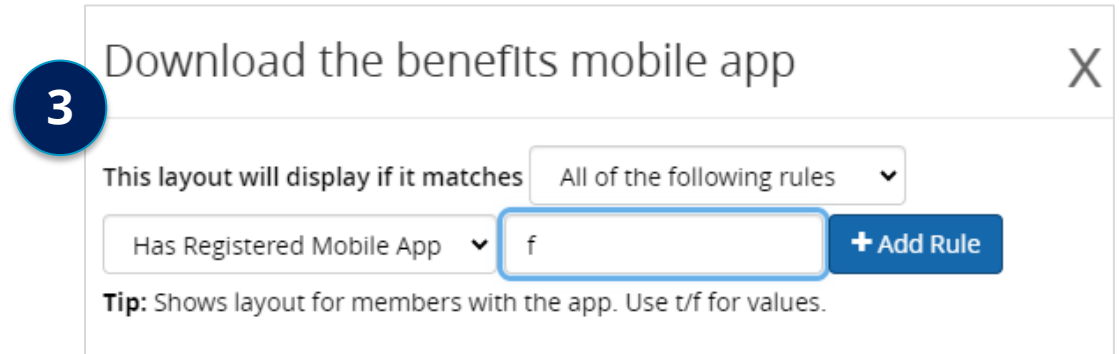 Download the benefits mobile app X
3
This layout will display if it matches All of the following rules
Has Registered Mobile App f + Add Rule
Tip: Shows layout for members with the app. Use t/f for values.